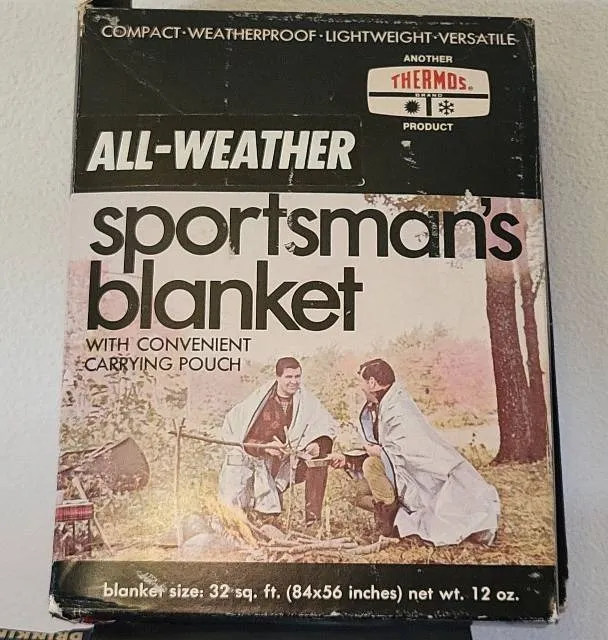 COMPACT · WEATHERPROOF · LIGHTWEIGHT · VERSATILE
ANOTHER
THERMOS®
BRAND
PRODUCT
ALL-WEATHER
sportsman's
blanket
WITH CONVENIENT
CARRYING POUCH
blanket size: 32 sq. ft. (84x56 inches) net wt. 12 oz.
DRINKIN